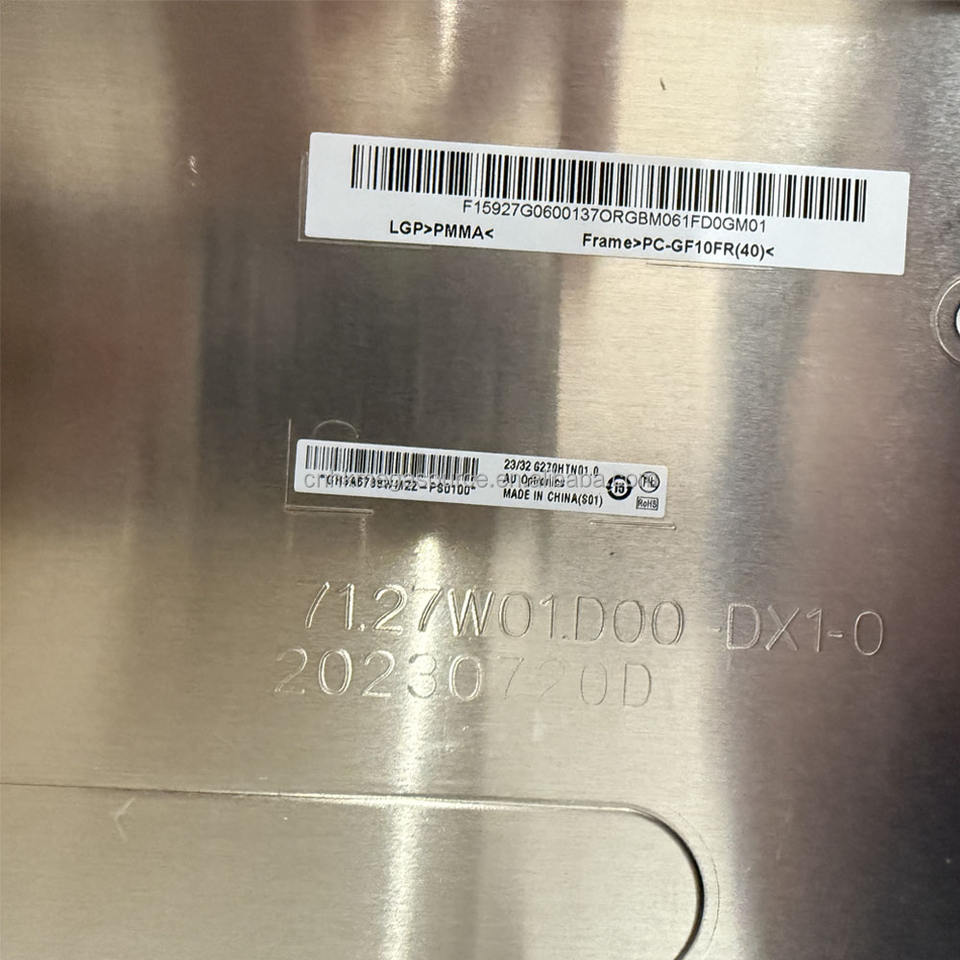 F15927G0600137ORGBM061FD0GM01
LGP>PMMA<
Frame>PC-GF10FR(40)<
23/32 G270HTN01.0
AU Optronics
MADE IN CHINA(S01)
RoHS
71.27W01.D00-DX1-0
20230720D